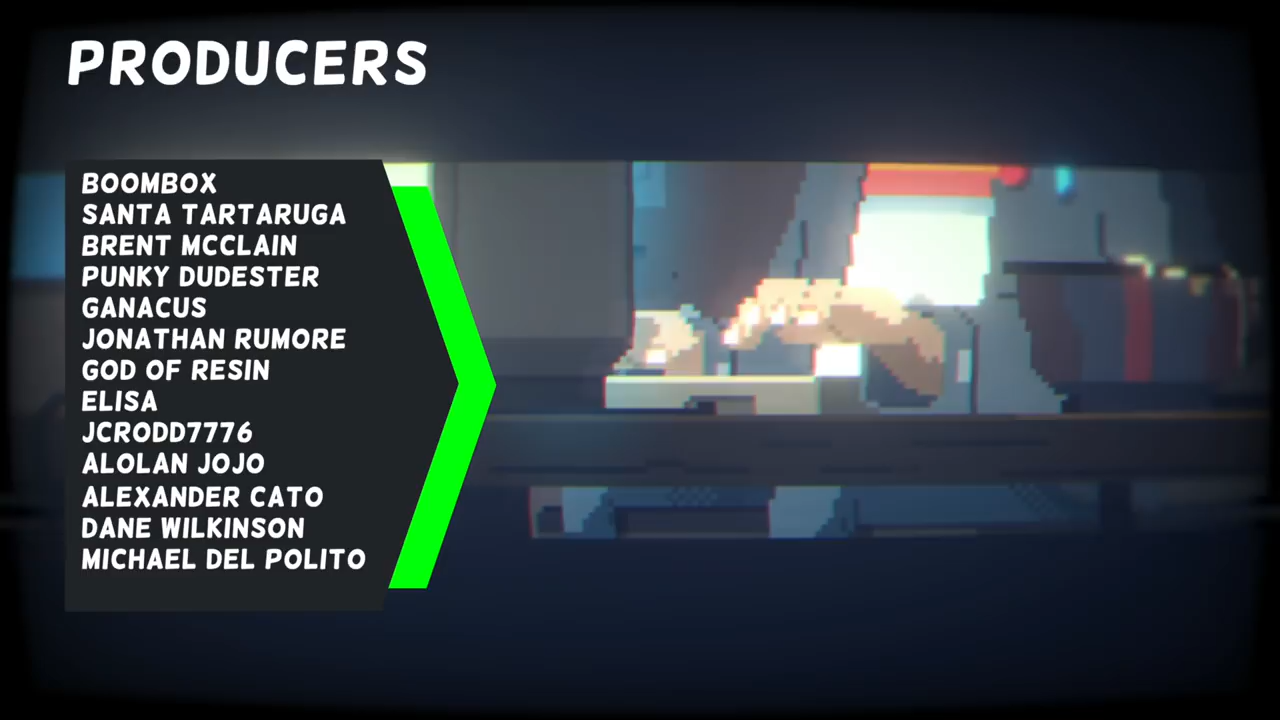 PRODUCERS
BOOMBOX
SANTA TARTARUGA
BRENT MCCLAIN
PUNKY DUDESTER
GANACUS
JONATHAN RUMORE
GOD OF RESIN
ELISA
JCRODD7776
ALOLAN JOJO
ALEXANDER CATO
DANE WILKINSON
MICHAEL DEL POLITO